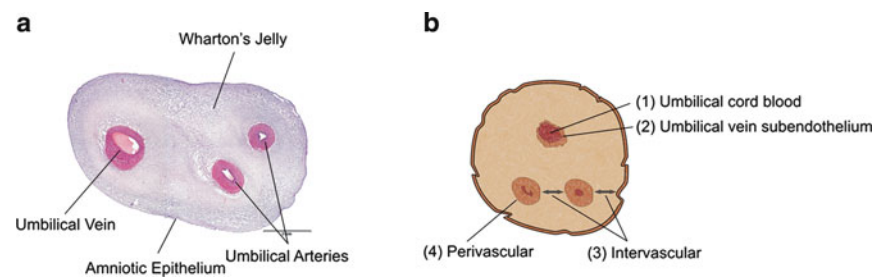 a
Wharton's Jelly
Umbilical Vein
Amniotic Epithelium
Umbilical Arteries
b
(1) Umbilical cord blood
(2) Umbilical vein subendothelium
(4) Perivascular
(3) Intervascular